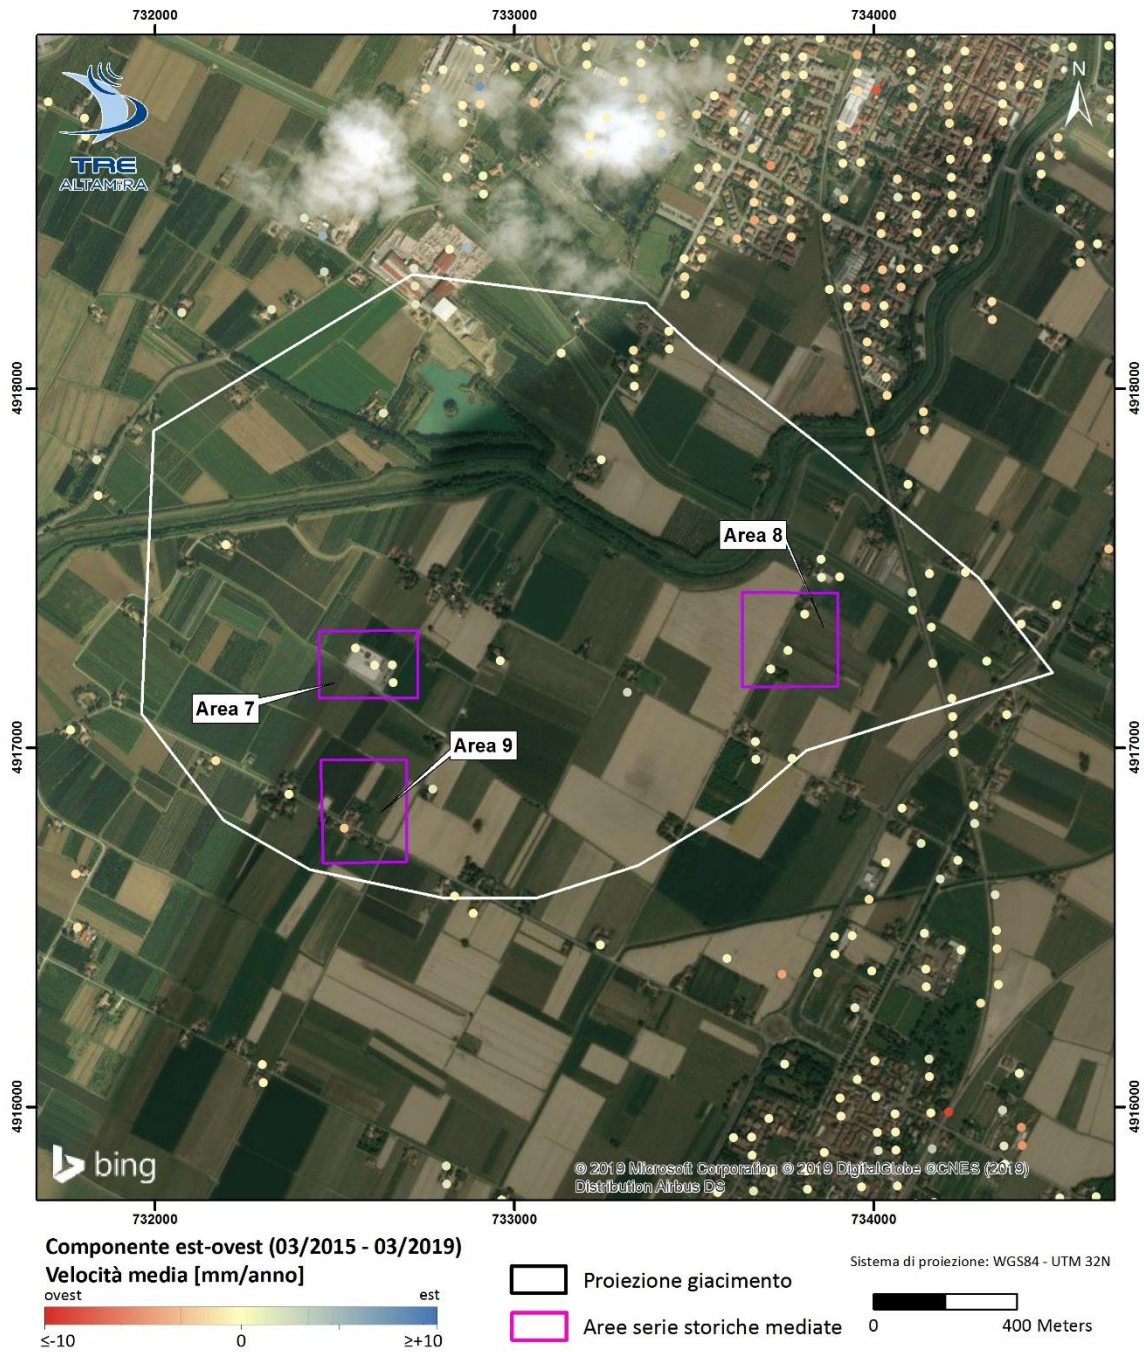 732000
733000
734000
N
TRE
ALTAMIRA
4918000
4918000
Area 8
Area 7
Area 9
4917000
4917000
4916000
4916000
bing
© 2019 Microsoft Corporation © 2019 DigitalGlobe ©CNES (2019)
Distribution Airbus DS
732000
733000
734000
Componente est-ovest (03/2015 - 03/2019)
Velocità media [mm/anno]
ovest
est
≤-10
0
≥+10
Proiezione giacimento
Aree serie storiche mediate
Sistema di proiezione: WGS84 - UTM 32N
0
400 Meters